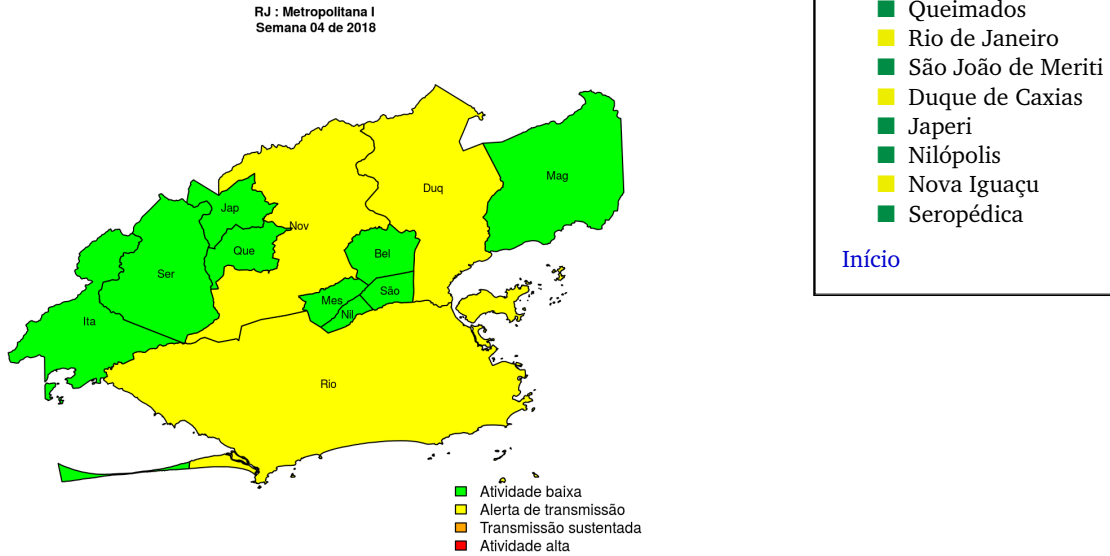 RJ : Metropolitana I
Semana 04 de 2018
Mag
Duq
Jap
Nov
Que
Bel
Ser
São
Mes
Nil
Ita
Rio
Atividade baixa
Alerta de transmissão
Transmissão sustentada
Atividade alta
Queimados
Rio de Janeiro
São João de Meriti
Duque de Caxias
Japeri
Nilópolis
Nova Iguaçu
Seropédica
Início